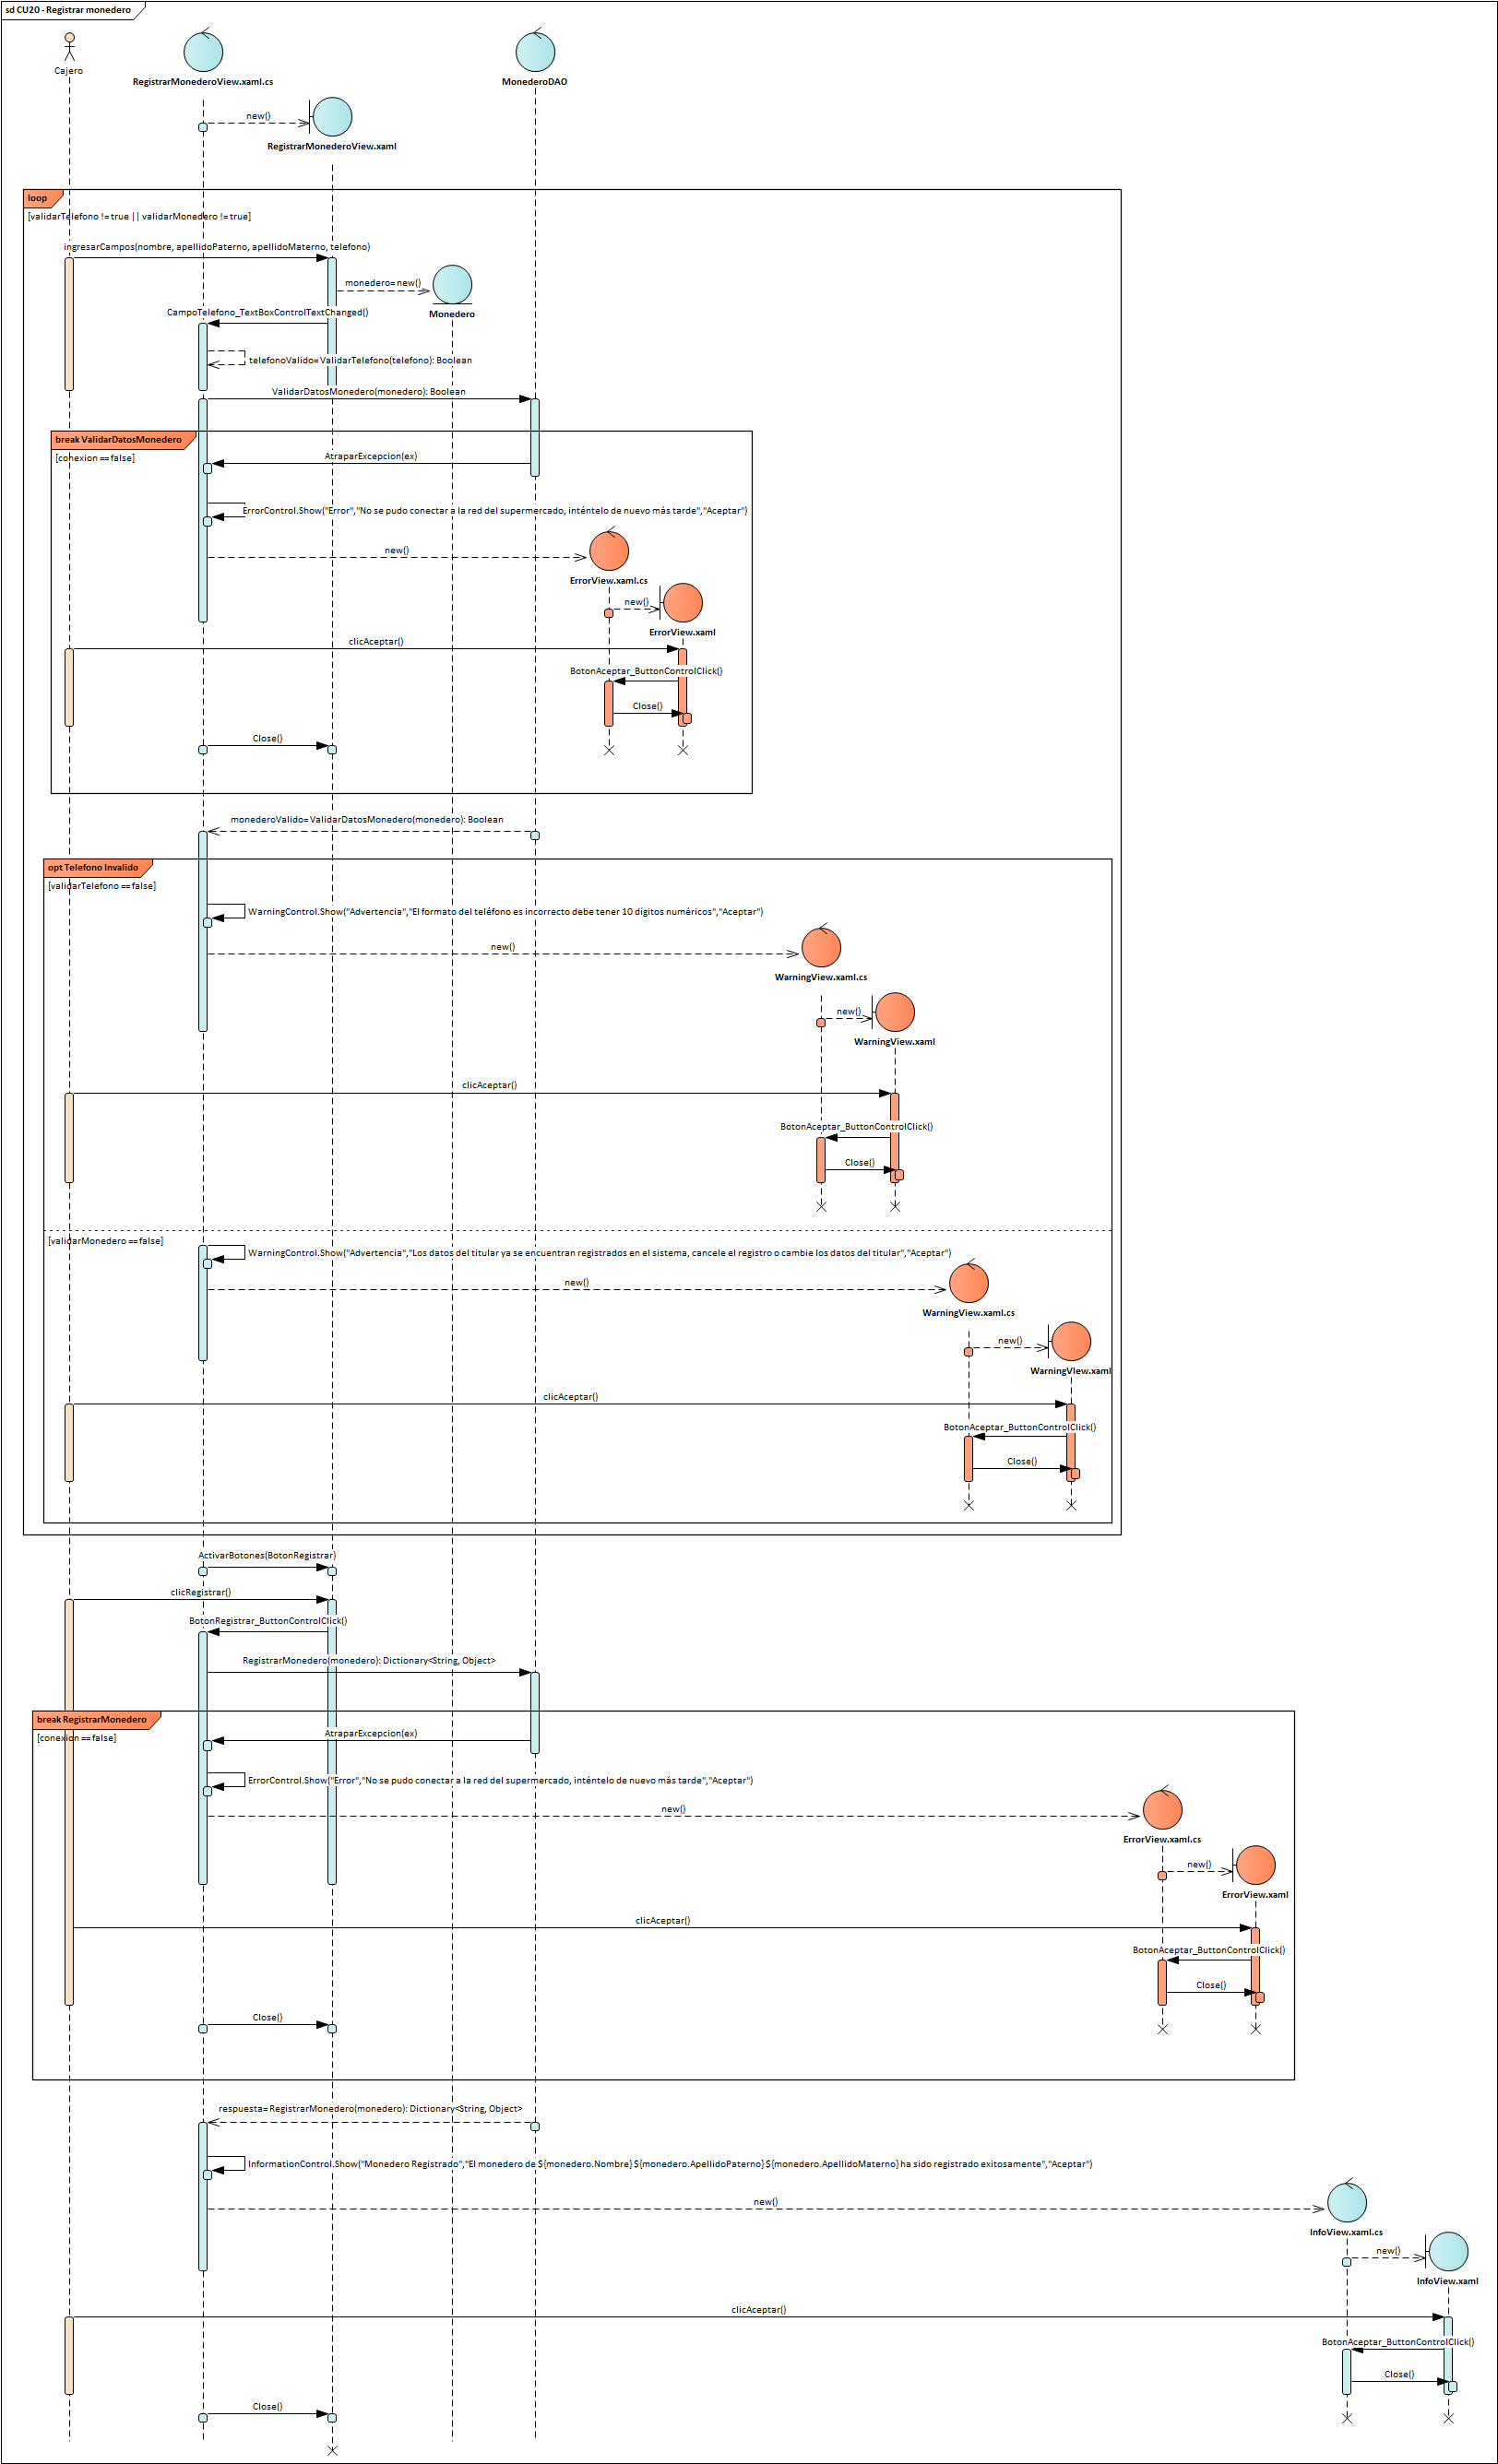 sd CU20 - Registrar monedero
Cajero
RegistrarMonederoView.xaml.cs
MonederoDAO
new()
RegistrarMonederoView.xaml
loop
[validarTelefono != true || validarMonedero != true]
ingresarCampos(nombre, apellidoPaterno, apellidoMaterno, telefono)
monedero= new()
Monedero
CampoTelefono_TextBoxControlTextChanged()
telefonoValido= ValidarTelefono(telefono): Boolean
ValidarDatosMonedero(monedero): Boolean
break ValidarDatosMonedero
[cohexion == false]
AtraparExcepcion(ex)
ErrorControl.Show("Error","No se pudo conectar a la red del supermercado, inténtelo de nuevo más tarde","Aceptar")
new()
ErrorView.xaml.cs
new()
ErrorView.xaml
clicAceptar()
BotonAceptar_ButtonControlClick()
Close()
Close()
monederoValido= ValidarDatosMonedero(monedero): Boolean
opt Telefono Invalido
[validarTelefono == false]
WarningControl.Show("Advertencia","El formato del teléfono es incorrecto debe tener 10 dígitos numéricos","Aceptar")
new()
WarningView.xaml.cs
new()
WarningView.xaml
clicAceptar()
BotonAceptar_ButtonControlClick()
Close()
[validarMonedero == false]
WarningControl.Show("Advertencia","Los datos del titular ya se encuentran registrados en el sistema, cancele el registro o cambie los datos del titular","Aceptar")
new()
WarningView.xaml.cs
new()
WarningView.xaml
clicAceptar()
BotonAceptar_ButtonControlClick()
Close()
ActivarBotones(BotonRegistrar)
clicRegistrar()
BotonRegistrar_ButtonControlClick()
RegistrarMonedero(monedero): Dictionary<String, Object>
break RegistrarMonedero
[conexion == false]
AtraparExcepcion(ex)
ErrorControl.Show("Error","No se pudo conectar a la red del supermercado, inténtelo de nuevo más tarde","Aceptar")
new()
ErrorView.xaml.cs
new()
ErrorView.xaml
clicAceptar()
BotonAceptar_ButtonControlClick()
Close()
Close()
respuesta= RegistrarMonedero(monedero): Dictionary<String, Object>
InformationControl.Show("Monedero Registrado","El monedero de ${monedero.Nombre} ${monedero.ApellidoPaterno} ${monedero.ApellidoMaterno} ha sido registrado exitosamente","Aceptar")
new()
InfoView.xaml.cs
new()
InfoView.xaml
clicAceptar()
BotonAceptar_ButtonControlClick()
Close()
Close()